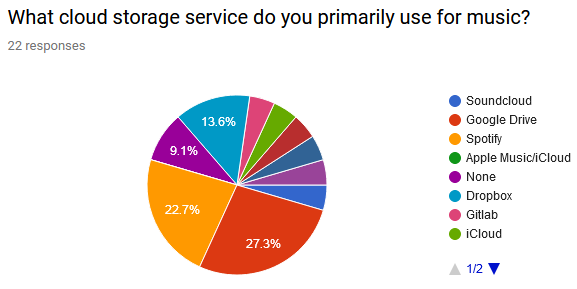 What cloud storage service do you primarily use for music?
22 responses
13.6%
9.1%
22.7%
27.3%
Soundcloud
Google Drive
Spotify
Apple Music/iCloud
None
Dropbox
Gitlab
iCloud
1/2